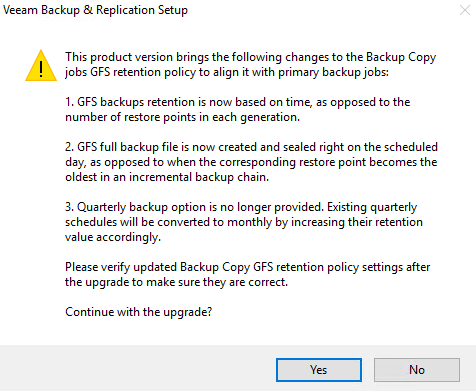 Veeam Backup & Replication Setup
This product version brings the following changes to the Backup Copy
jobs GFS retention policy to align it with primary backup jobs:
1. GFS backups retention is now based on time, as opposed to the
number of restore points in each generation.
2. GFS full backup file is now created and sealed right on the scheduled
day, as opposed to when the corresponding restore point becomes the
oldest in an incremental backup chain.
3. Quarterly backup option is no longer provided. Existing quarterly
schedules will be converted to monthly by increasing their retention
value accordingly.
Please verify updated Backup Copy GFS retention policy settings after
the upgrade to make sure they are correct.
Continue with the upgrade?
Yes
No